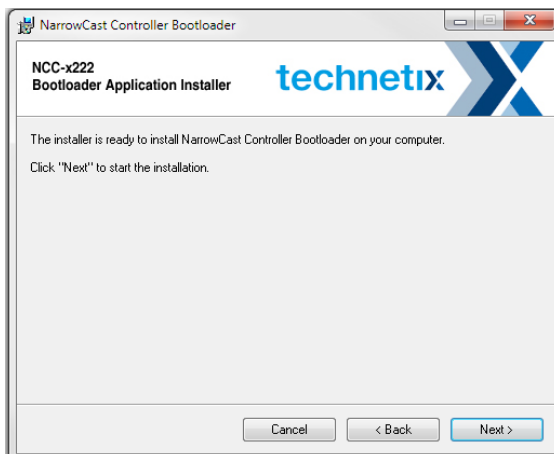 NarrowCast Controller Bootloader
NCC-x222
Bootloader Application Installer
technetix
The installer is ready to install NarrowCast Controller Bootloader on your computer.
Click "Next" to start the installation.
Cancel
< Back
Next >